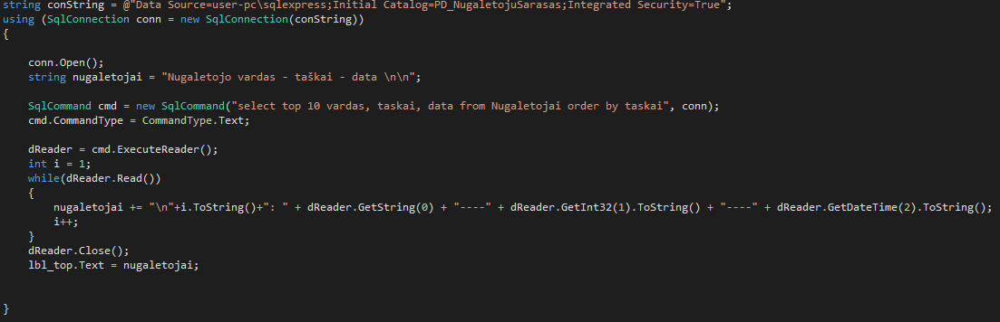 string conString = @"Data Source=user-pc\sqlexpress;Initial Catalog=PD_NugaletojuSarasas;Integrated Security=True";
using (SqlConnection conn = new SqlConnection(conString))
{
conn.Open();
string nugaletojai = "Nugaletojo vardas - taškai - data \n\n";
SqlCommand cmd = new SqlCommand("select top 10 vardas, taskai, data from Nugaletojai order by taskai", conn);
cmd.CommandType = CommandType.Text;
dReader = cmd.ExecuteReader();
int i = 1;
while(dReader.Read())
{
nugaletojai += "\n"+i.ToString()+": " + dReader.GetString(0) + "----" + dReader.GetInt32(1).ToString() + "----" + dReader.GetDateTime(2).ToString();
i++;
}
dReader.Close();
lbl_top.Text = nugaletojai;
}